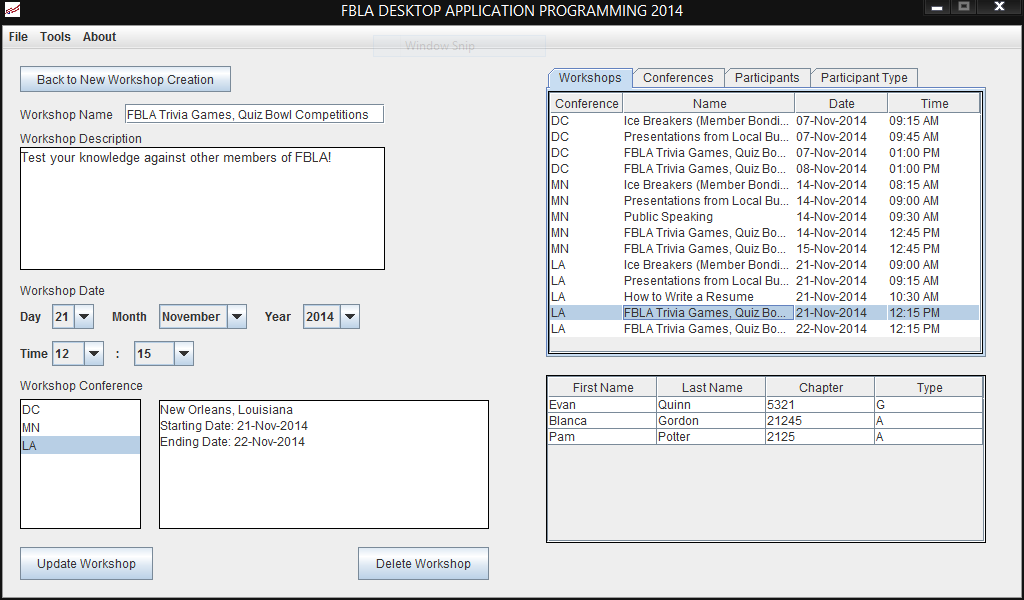 FBLA DESKTOP APPLICATION PROGRAMMING 2014
File Tools About
Window Snip
Back to New Workshop Creation
Workshop Name FBLA Trivia Games, Quiz Bowl Competitions
Workshop Description
Test your knowledge against other members of FBLA!
Workshop Date
Day 21 Month November Year 2014
Time 12 : 15
Workshop Conference
DC
MN
LA
New Orleans, Louisiana
Starting Date: 21-Nov-2014
Ending Date: 22-Nov-2014
Update Workshop Delete Workshop
Workshops Conferences Participants Participant Type
Conference Name Date Time
DC Ice Breakers (Member Bondi... 07-Nov-2014 09:15 AM
DC Presentations from Local Bu... 07-Nov-2014 09:45 AM
DC FBLA Trivia Games, Quiz Bo... 07-Nov-2014 01:00 PM
DC FBLA Trivia Games, Quiz Bo... 08-Nov-2014 01:00 PM
MN Ice Breakers (Member Bondi... 14-Nov-2014 08:15 AM
MN Presentations from Local Bu... 14-Nov-2014 09:00 AM
MN Public Speaking 14-Nov-2014 09:30 AM
MN FBLA Trivia Games, Quiz Bo... 14-Nov-2014 12:45 PM
MN FBLA Trivia Games, Quiz Bo... 15-Nov-2014 12:45 PM
LA Ice Breakers (Member Bondi... 21-Nov-2014 09:00 AM
LA Presentations from Local Bu... 21-Nov-2014 09:15 AM
LA How to Write a Resume 21-Nov-2014 10:30 AM
LA FBLA Trivia Games, Quiz Bo... 21-Nov-2014 12:15 PM
LA FBLA Trivia Games, Quiz Bo... 22-Nov-2014 12:15 PM
First Name Last Name Chapter Type
Evan Quinn 5321 G
Blanca Gordon 21245 A
Pam Potter 2125 A